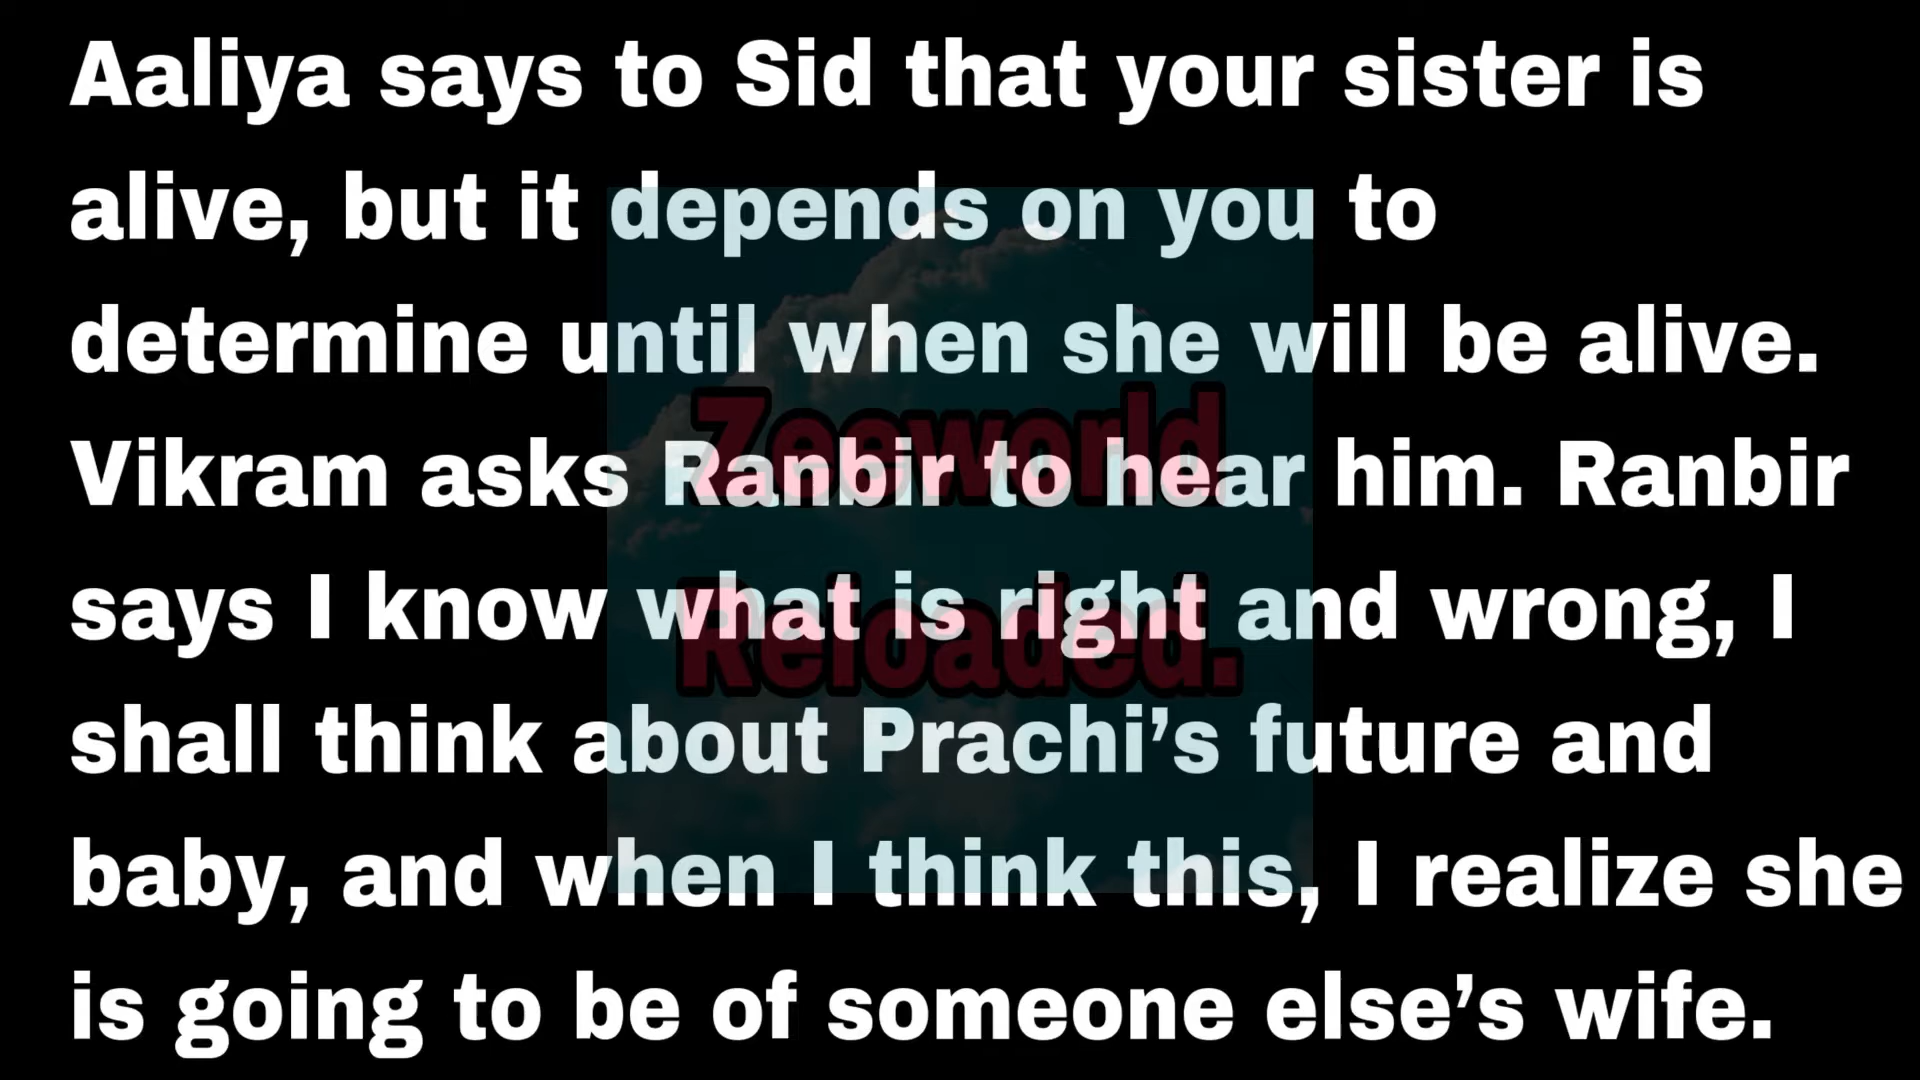 Aaliya says to Sid that your sister is
alive, but it depends on you to
determine until when she will be alive.
Vikram asks Ranbir to hear him. Ranbir
says I know what is right and wrong, I
shall think about Prachi’s future and
baby, and when I think this, I realize she
is going to be of someone else’s wife.
Zeeworld
Reloaded.